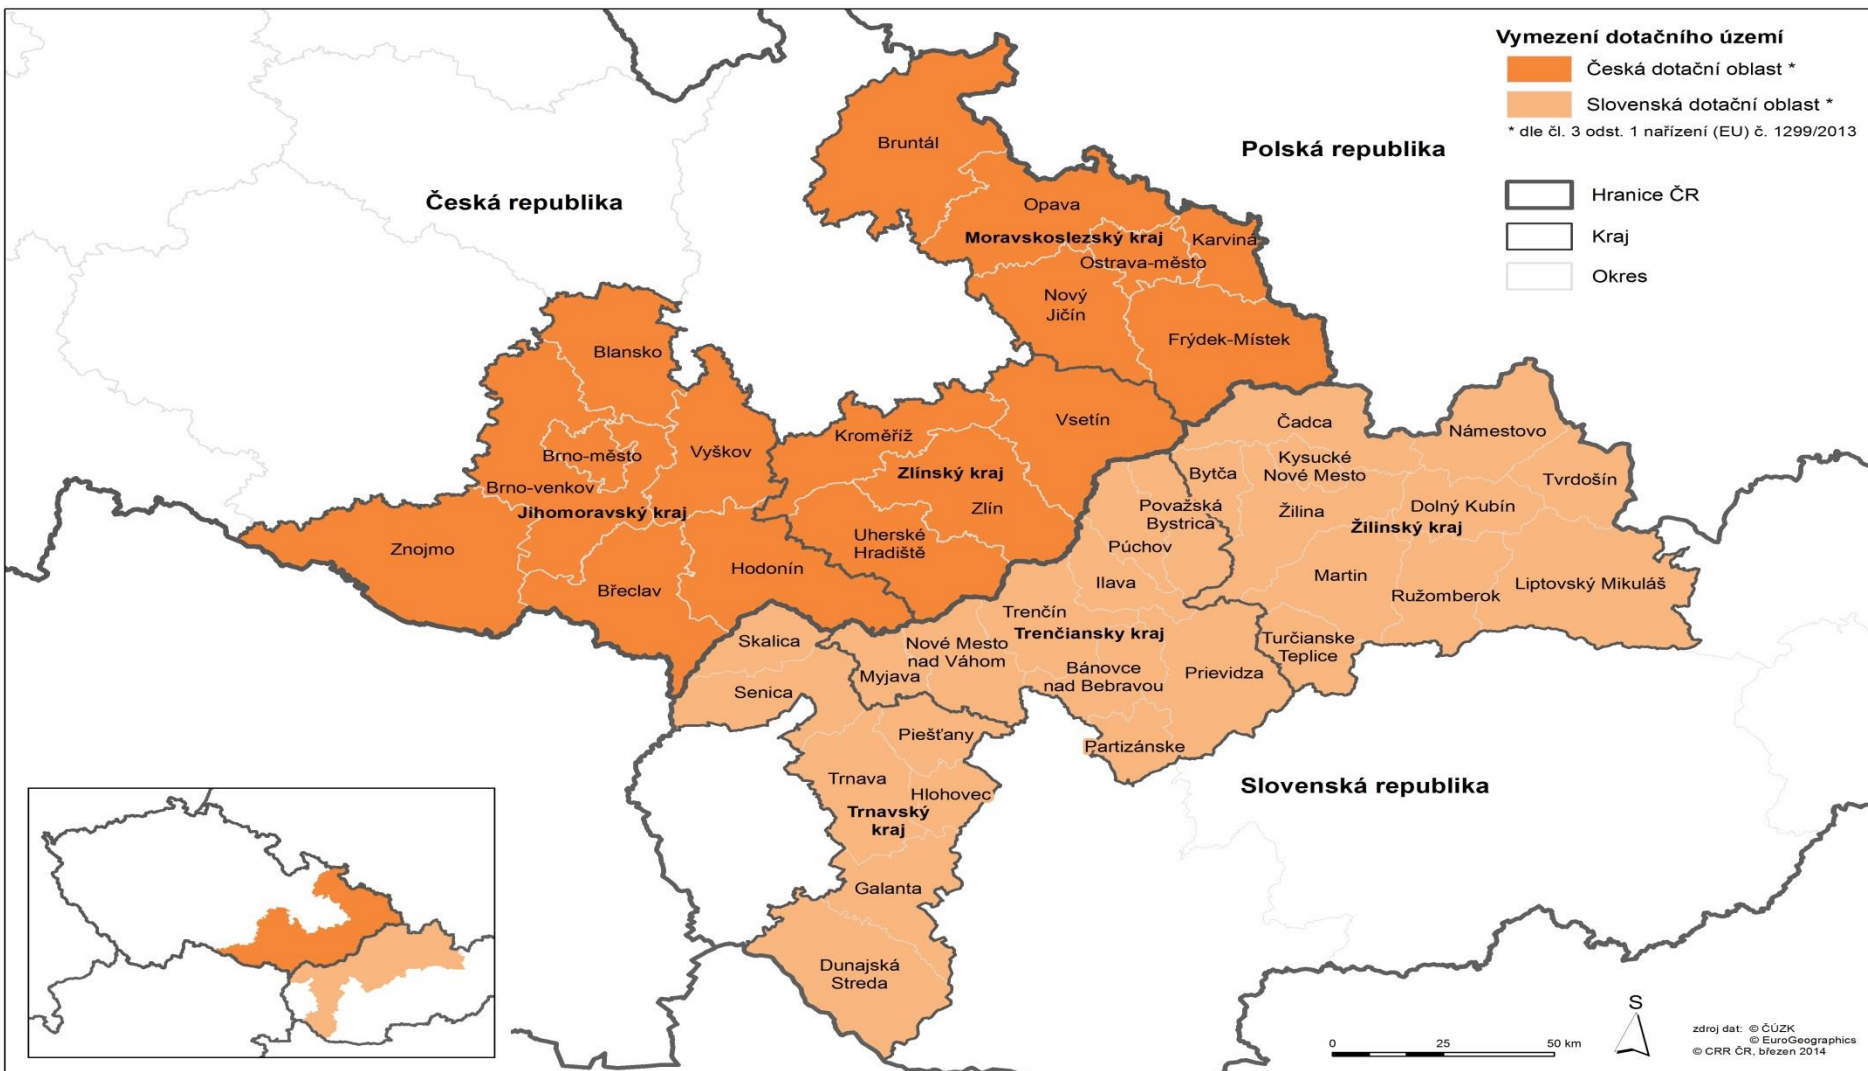 Vymezení dotačního území
Česká dotační oblast *
Slovenská dotační oblast *
* dle čl. 3 odst. 1 nařízení (EU) č. 1299/2013
Hranice ČR
Kraj
Okres
Polská republika
Česká republika
Slovenská republika
Bruntál
Opava
Moravskoslezský kraj
Karviná
Ostrava-město
Nový
Jičín
Frýdek-Místek
Blansko
Brno-město
Vyškov
Brno-venkov
Jihomoravský kraj
Znojmo
Břeclav
Hodonín
Kroměříž
Vsetín
Zlínský kraj
Zlín
Uherské
Hradiště
Čadca
Námestovo
Bytča
Kysucké
Nové Mesto
Tvrdošín
Dolný Kubín
Žilina
Žilinský kraj
Martin
Ružomberok
Liptovský Mikuláš
Turčianske
Teplice
Považská
Bystrica
Púchov
Ilava
Trenčín
Trenčiansky kraj
Nové Mesto
nad Váhom
Myjava
Bánovce
nad Bebravou
Prievidza
Partizánske
Skalica
Senica
Piešťany
Trnava
Hlohovec
Trnavský
kraj
Galanta
Dunajská
Streda
0 25 50 km
S
zdroj dat: © ČÚZK
© EuroGeographics
© CRR ČR, březen 2014